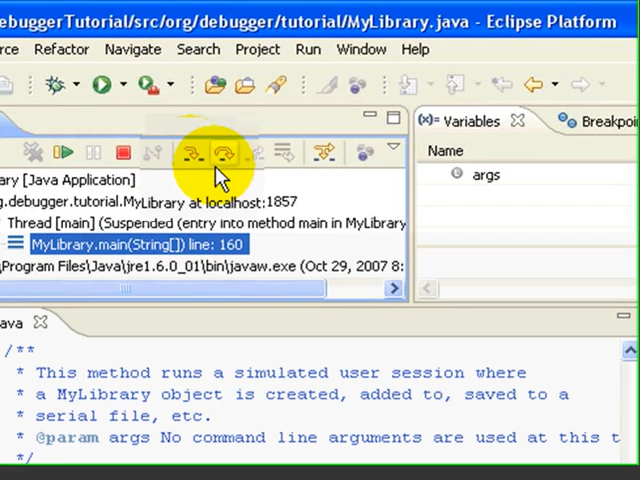 ebuggerTutorial/src/org/debugger/tutorial/MyLibrary.java - Eclipse Platform
rce Refactor Navigate Search Project Run Window Help
(x)= Variables Breakpoi
ary [Java Application]
g.debugger.tutorial.MyLibrary at localhost:1857
Thread [main] (Suspended (entry into method main in MyLibrary
MyLibrary.main(String[]) line: 160
\Program Files\Java\jre1.6.0_01\bin\javaw.exe (Oct 29, 2007 8:
Name
args
ava
/**
* This method runs a simulated user session where
* a MyLibrary object is created, added to, saved to a
* serial file, etc.
* @param args No command line arguments are used at this t
*/